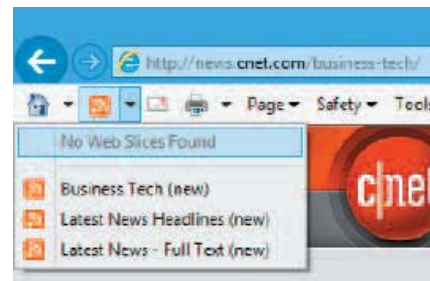 http://news.cnet.com/business-tech/
Page Safety Tools
No Web Slices Found
Business Tech (new)
Latest News Headlines (new)
Latest News - Full Text (new)
c|net